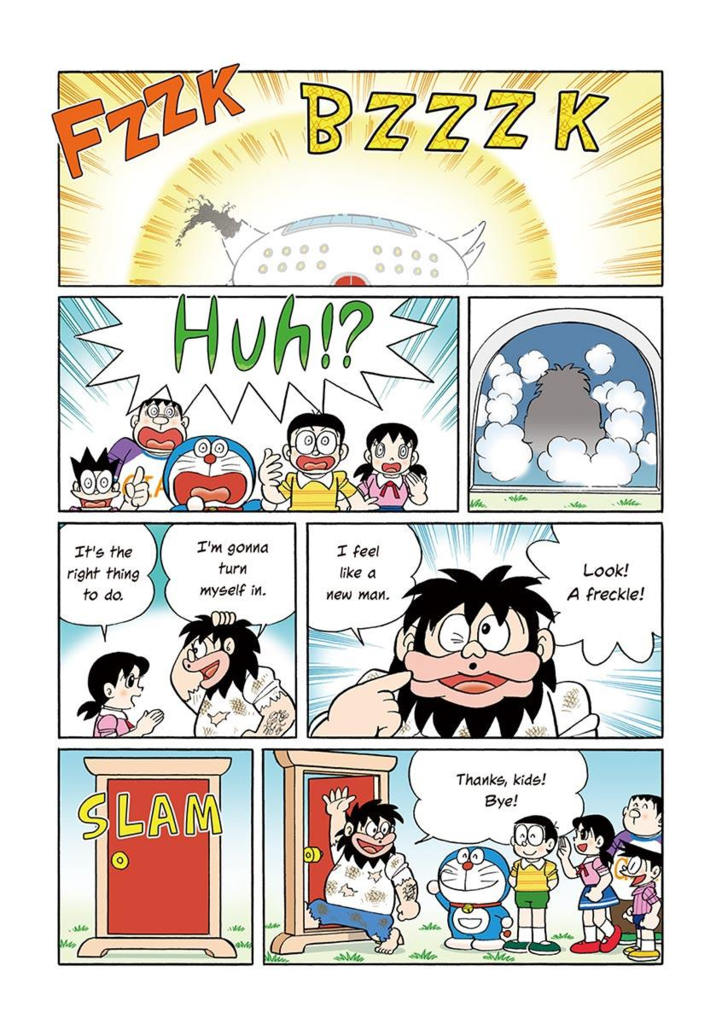 BZZZK
FZZK
Huh!?
Look!
A freckle!
I feel
like a
new man.
I'm gonna
turn
myself in.
It's the
right thing
to do.
Thanks, kids!
Bye!
SLAM